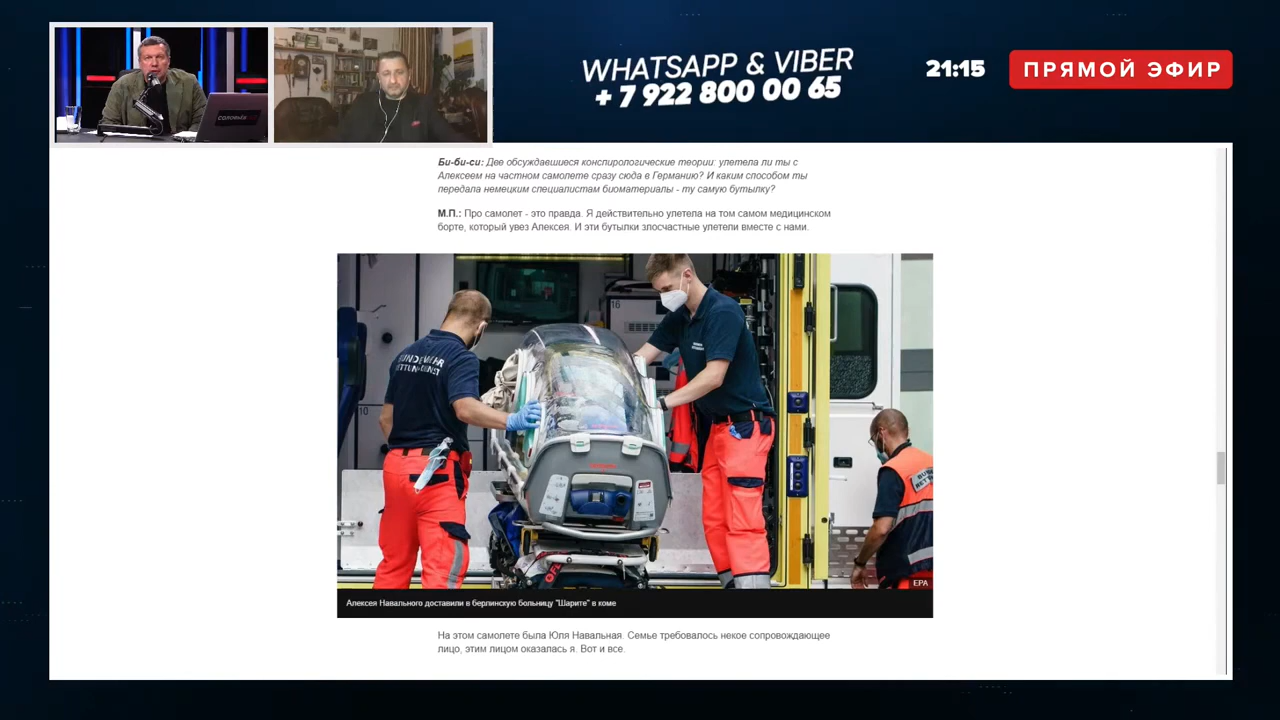 WHATSAPP & VIBER
+ 7 922 800 00 65
21:15
ПРЯМОЙ ЭФИР
Би-би-си: Две обсуждавшиеся конспирологические теории: улетела ли ты с
Алексеем на частном самолете сразу сюда в Германию? И каким способом ты
передала немецким специалистам биоматериалы - ту самую бутылку?
М.П.: Про самолет - это правда. Я действительно улетела на том самом медицинском
борте, который увез Алексея. И эти бутылки злосчастные улетели вместе с нами.
16
10
EPA
Алексея Навального доставили в берлинскую больницу "Шарите" в коме
На этом самолете была Юля Навальная. Семье требовалось некое сопровождающее
лицо, этим лицом оказалась я. Вот и все.